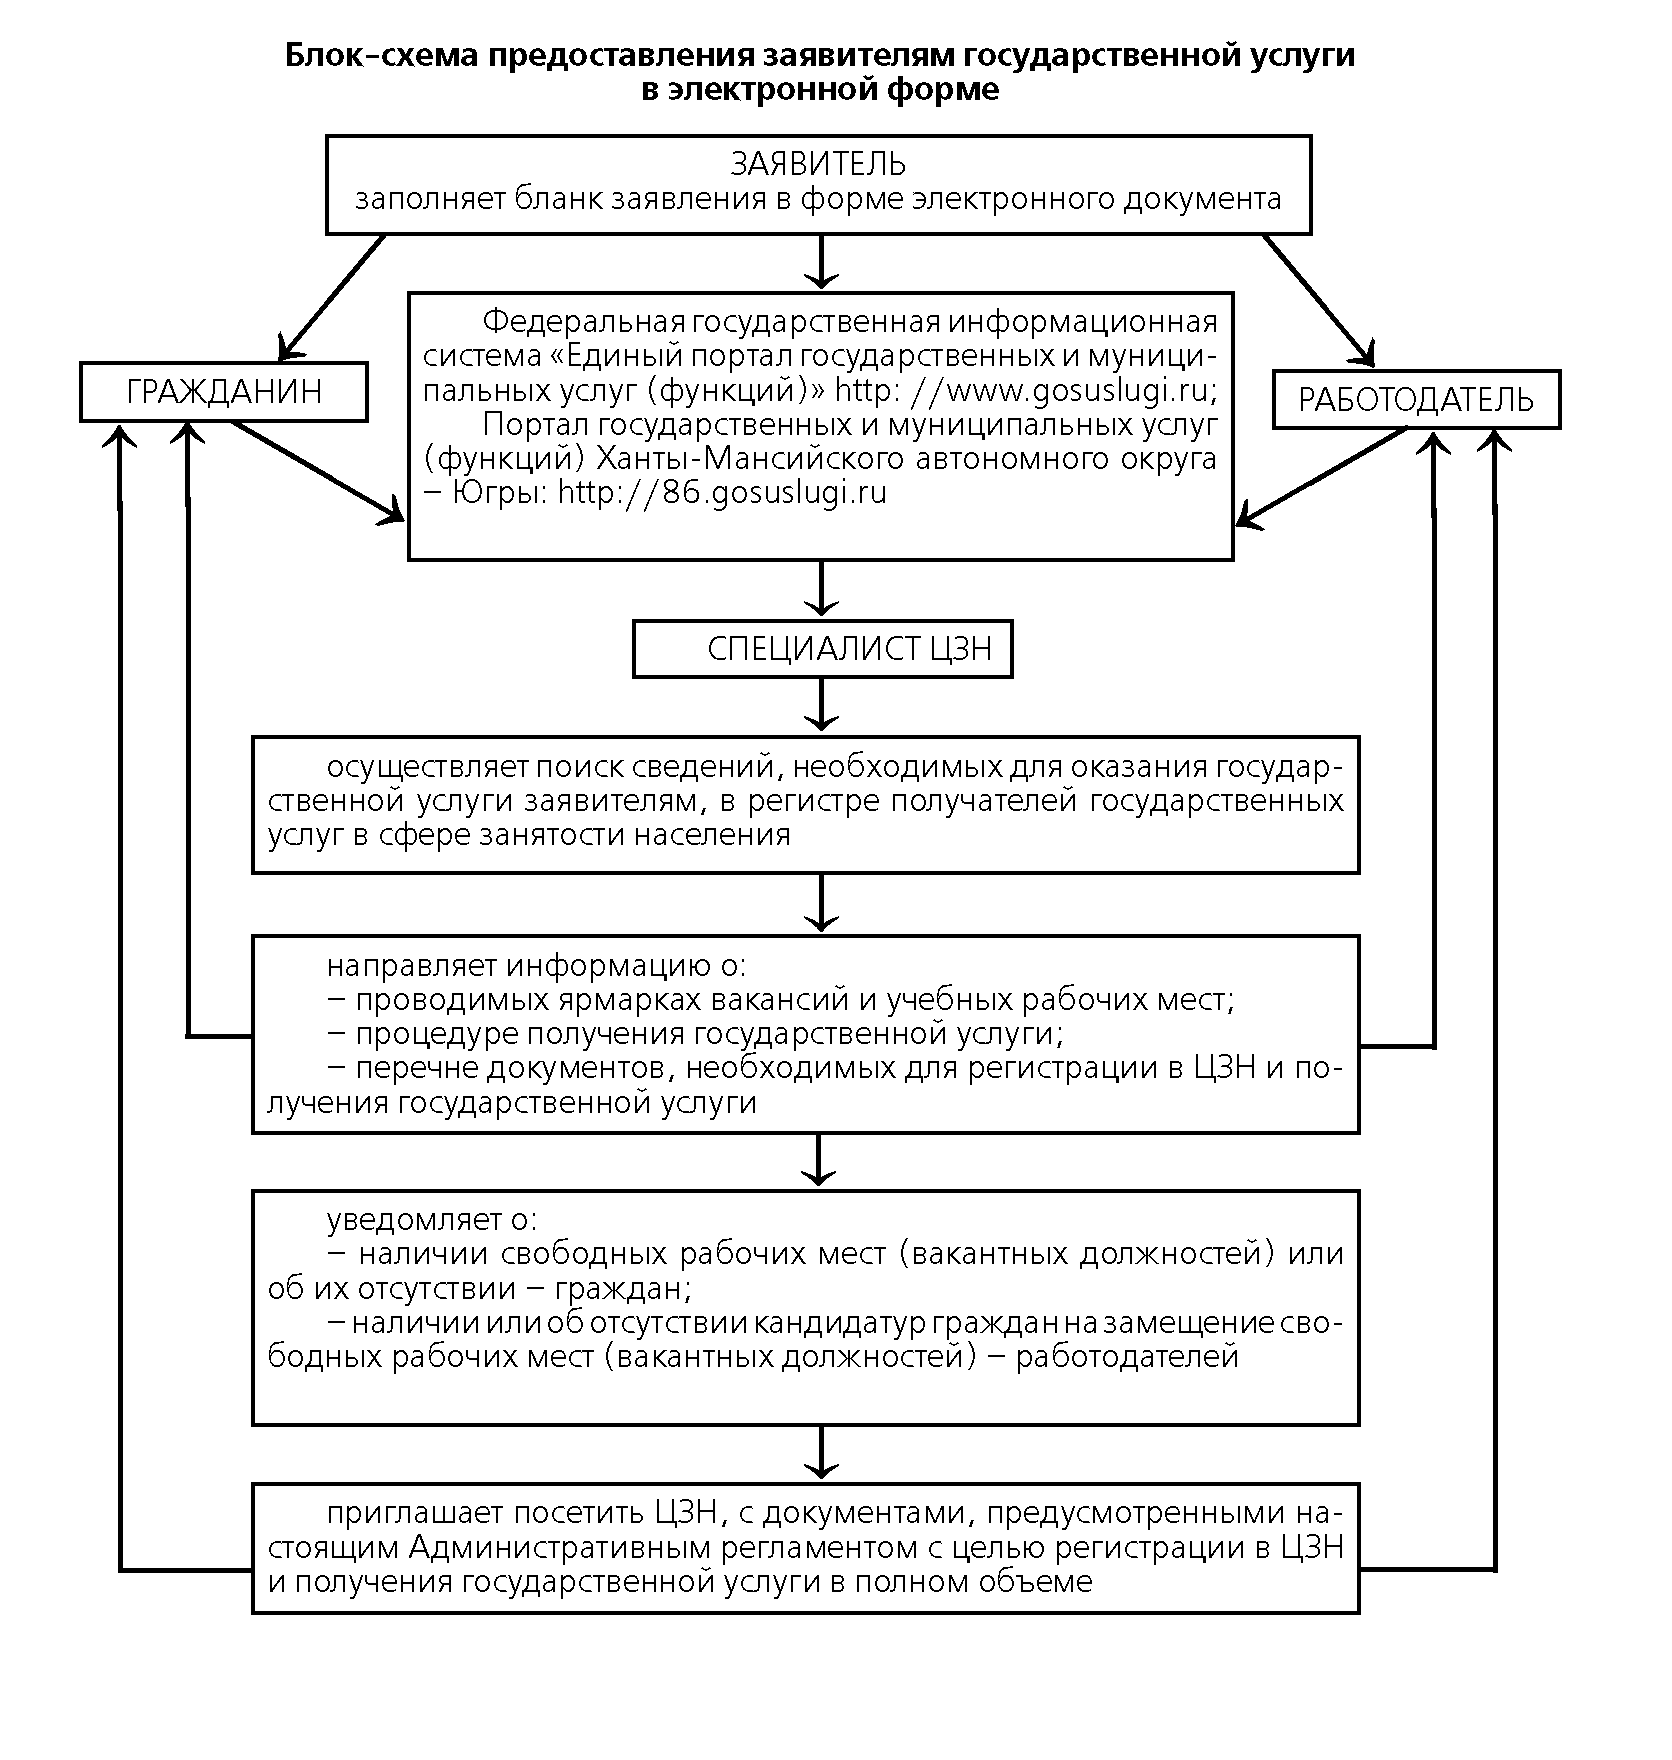 Блок-схема предоставления заявителям государственной услуги
в электронной форме
ЗАЯВИТЕЛЬ
заполняет бланк заявления в форме электронного документа
Федеральная государственная информационная
система «Единый портал государственных и муници-
пальных услуг (функций)» http: //www.gosuslugi.ru;
Портал государственных и муниципальных услуг
(функций) Ханты-Мансийского автономного округа
– Югры: http://86.gosuslugi.ru
ГРАЖДАНИН
РАБОТОДАТЕЛЬ
СПЕЦИАЛИСТ ЦЗН
осуществляет поиск сведений, необходимых для оказания государ-
ственной услуги заявителям, в регистре получателей государственных
услуг в сфере занятости населения
направляет информацию о:
– проводимых ярмарках вакансий и учебных рабочих мест;
– процедуре получения государственной услуги;
– перечне документов, необходимых для регистрации в ЦЗН и по-
лучения государственной услуги
уведомляет о:
– наличии свободных рабочих мест (вакантных должностей) или
об их отсутствии – граждан;
– наличии или об отсутствии кандидатур граждан на замещение сво-
бодных рабочих мест (вакантных должностей) – работодателей
приглашает посетить ЦЗН, с документами, предусмотренными на-
стоящим Административным регламентом с целью регистрации в ЦЗН
и получения государственной услуги в полном объеме